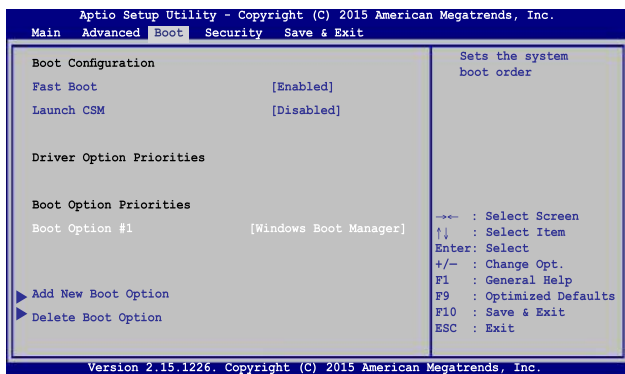 Aptio Setup Utility - Copyright (C) 2015 American Megatrends, Inc.
Main Advanced Boot Security Save & Exit
Boot Configuration
Fast Boot [Enabled]
Launch CSM [Disabled]
Driver Option Priorities
Boot Option Priorities
Boot Option #1 [Windows Boot Manager]
Add New Boot Option
Delete Boot Option
Sets the system
boot order
→← : Select Screen
↑↓ : Select Item
Enter: Select
+/— : Change Opt.
F1 : General Help
F9 : Optimized Defaults
F10 : Save & Exit
ESC : Exit
Version 2.15.1226. Copyright (C) 2015 American Megatrends, Inc.